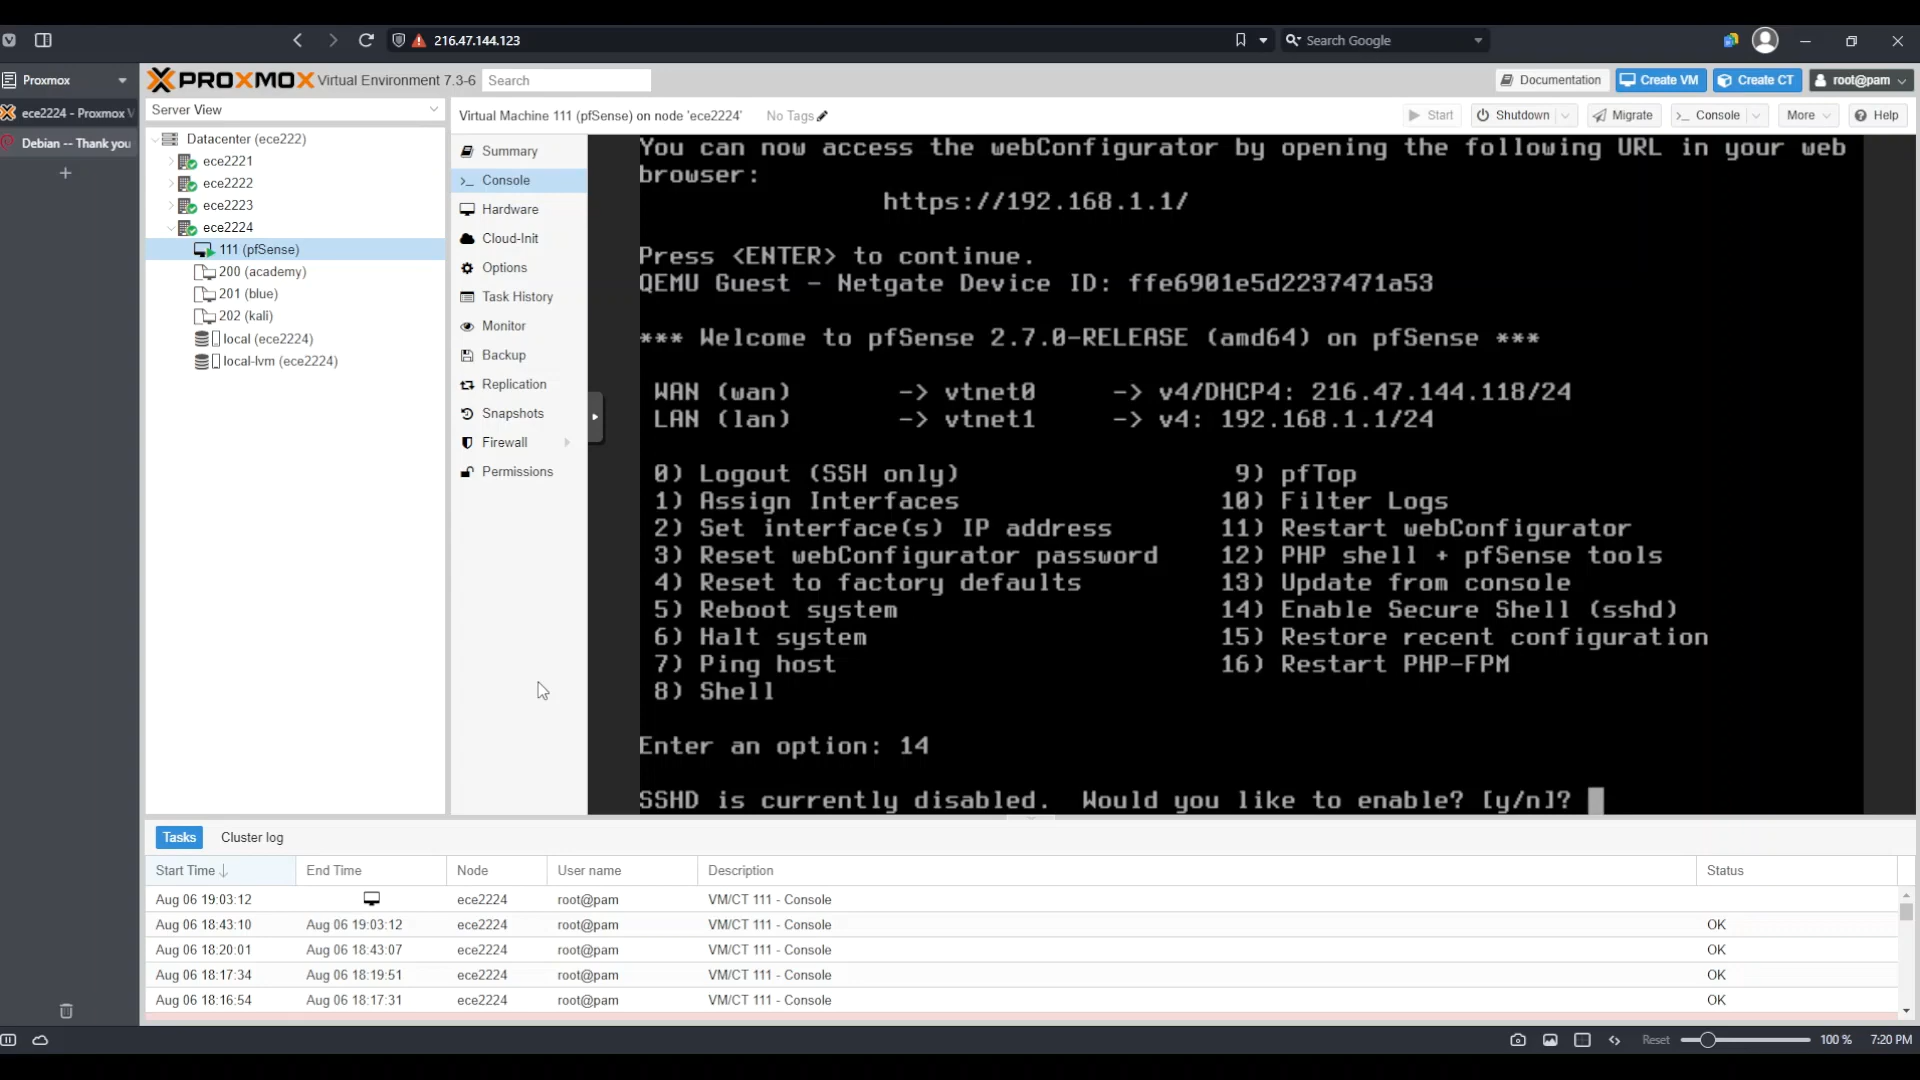 216.47.144.123
Search Google
Proxmox
PROXMOX Virtual Environment 7.3-6
Search
Documentation
Create VM
Create CT
root@pam
ece2224 - Proxmox V
Debian -- Thank you
Server View
Datacenter (ece222)
ece2221
ece2222
ece2223
ece2224
111 (pfSense)
200 (academy)
201 (blue)
202 (kali)
local (ece2224)
local-lvm (ece2224)
Virtual Machine 111 (pfSense) on node 'ece2224'
No Tags
Start
Shutdown
Migrate
Console
More
Help
Summary
Console
Hardware
Cloud-Init
Options
Task History
Monitor
Backup
Replication
Snapshots
Firewall
Permissions
You can now access the webConfigurator by opening the following URL in your web
browser:
https://192.168.1.1/
Press <ENTER> to continue.
QEMU Guest - Netgate Device ID: ffe6901e5d2237471a53
*** Welcome to pfSense 2.7.0-RELEASE (amd64) on pfSense ***
WAN (wan) -> vtnet0 -> v4/DHCP4: 216.47.144.118/24
LAN (lan) -> vtnet1 -> v4: 192.168.1.1/24
0) Logout (SSH only) 9) pfTop
1) Assign Interfaces 10) Filter Logs
2) Set interface(s) IP address 11) Restart webConfigurator
3) Reset webConfigurator password 12) PHP shell + pfSense tools
4) Reset to factory defaults 13) Update from console
5) Reboot system 14) Enable Secure Shell (sshd)
6) Halt system 15) Restore recent configuration
7) Ping host 16) Restart PHP-FPM
8) Shell
Enter an option: 14
SSHD is currently disabled. Would you like to enable? [y/n]?
Tasks
Cluster log
Start Time End Time Node User name Description Status
Aug 06 19:03:12 ece2224 root@pam VM/CT 111 - Console
Aug 06 18:43:10 Aug 06 19:03:12 ece2224 root@pam VM/CT 111 - Console OK
Aug 06 18:20:01 Aug 06 18:43:07 ece2224 root@pam VM/CT 111 - Console OK
Aug 06 18:17:34 Aug 06 18:19:51 ece2224 root@pam VM/CT 111 - Console OK
Aug 06 18:16:54 Aug 06 18:17:31 ece2224 root@pam VM/CT 111 - Console OK
Reset
100 %
7:20 PM